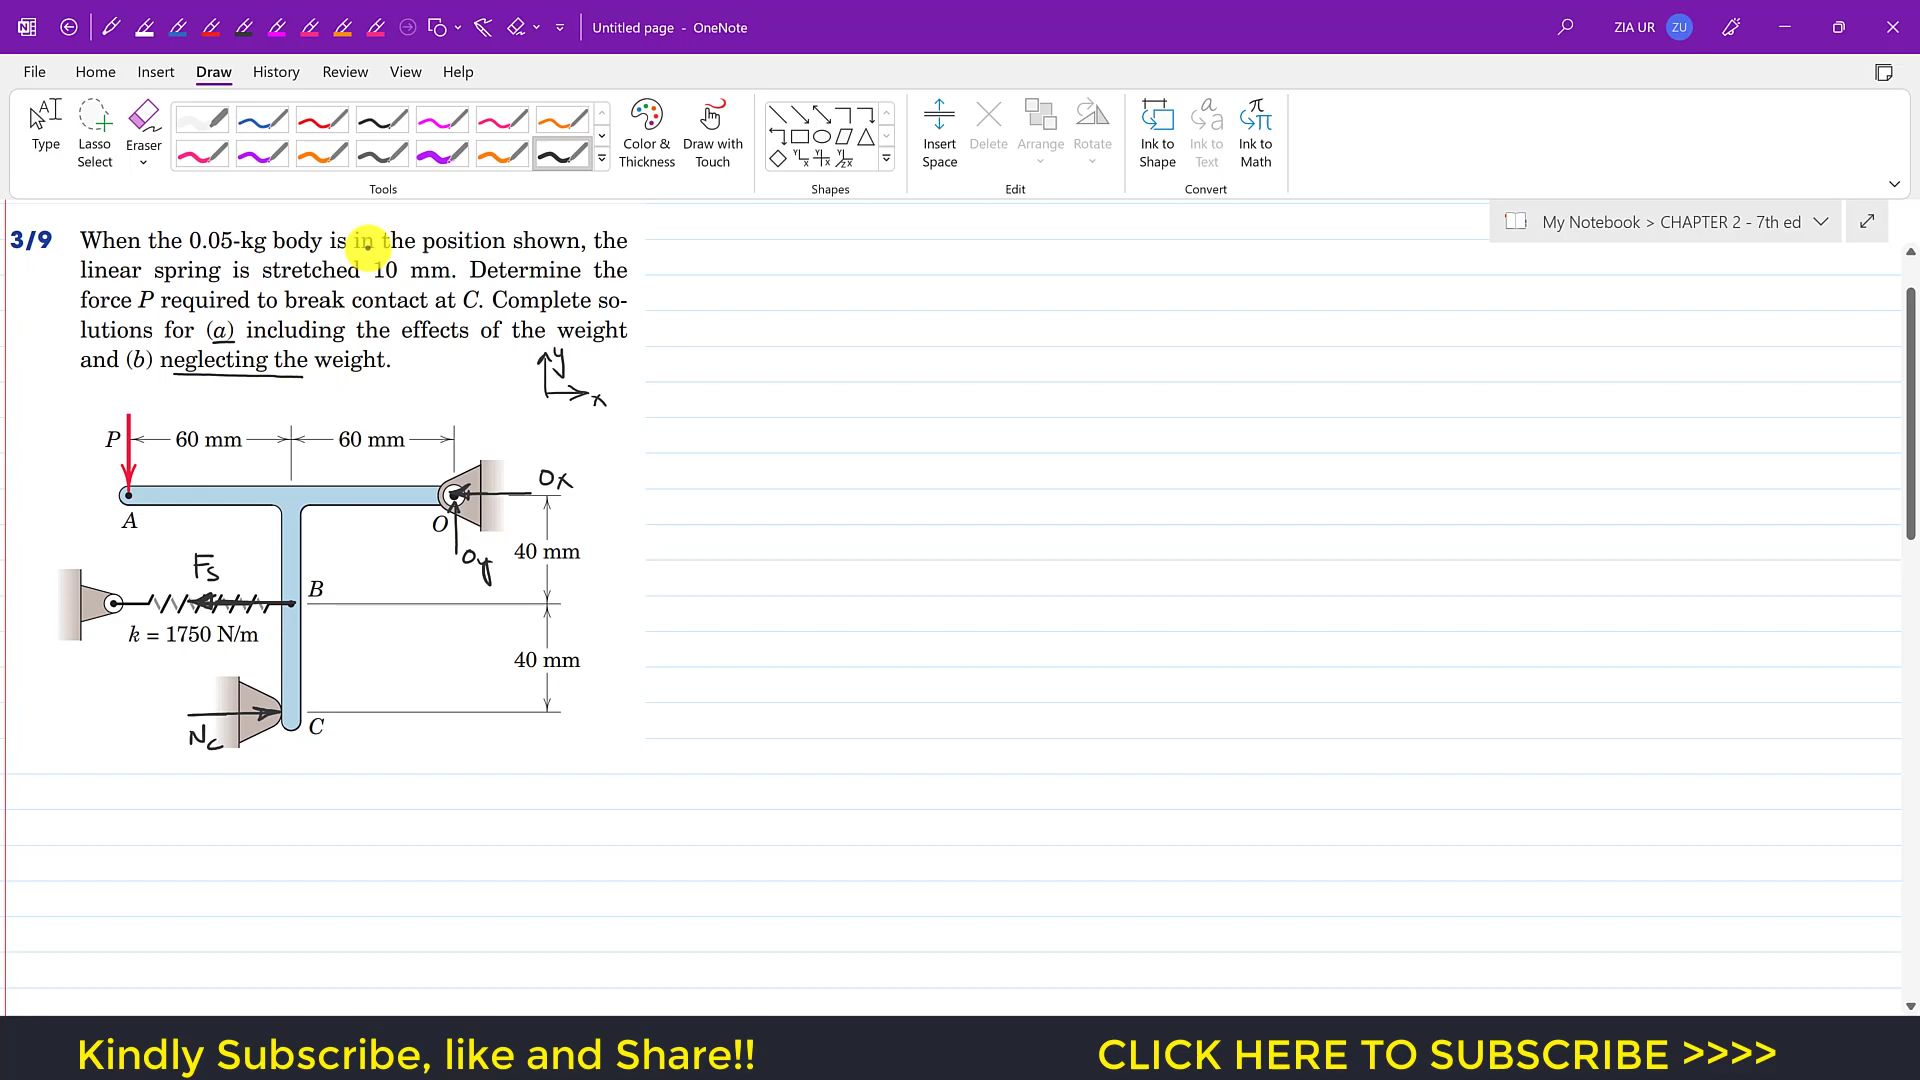 Untitled page - OneNote
ZIA UR
ZU
File
Home
Insert
Draw
History
Review
View
Help
Type
Lasso
Select
Eraser
Color &
Thickness
Draw with
Touch
Insert
Space
Delete
Arrange
Rotate
Ink to
Shape
Ink to
Text
Ink to
Math
Tools
Shapes
Edit
Convert
My Notebook > CHAPTER 2 - 7th ed
3/9 When the 0.05-kg body is in the position shown, the
linear spring is stretched 10 mm. Determine the
force P required to break contact at C. Complete so-
lutions for (a) including the effects of the weight
and (b) neglecting the weight.
y
x
P
60 mm
60 mm
Ox
A
O
Oy
40 mm
Fs
B
k = 1750 N/m
40 mm
Nc
C
Kindly Subscribe, like and Share!!
CLICK HERE TO SUBSCRIBE >>>>